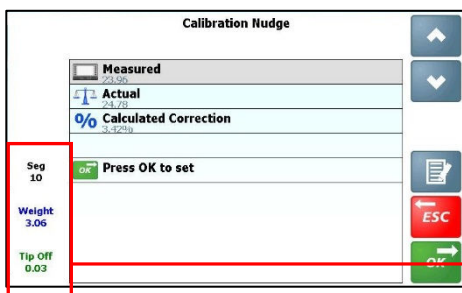 Calibration Nudge
Measured
23.96
Actual
24.78
% Calculated Correction
3.42%
OK Press OK to set
Seg
10
Weight
3.06
Tip Off
0.03
ESC
OK